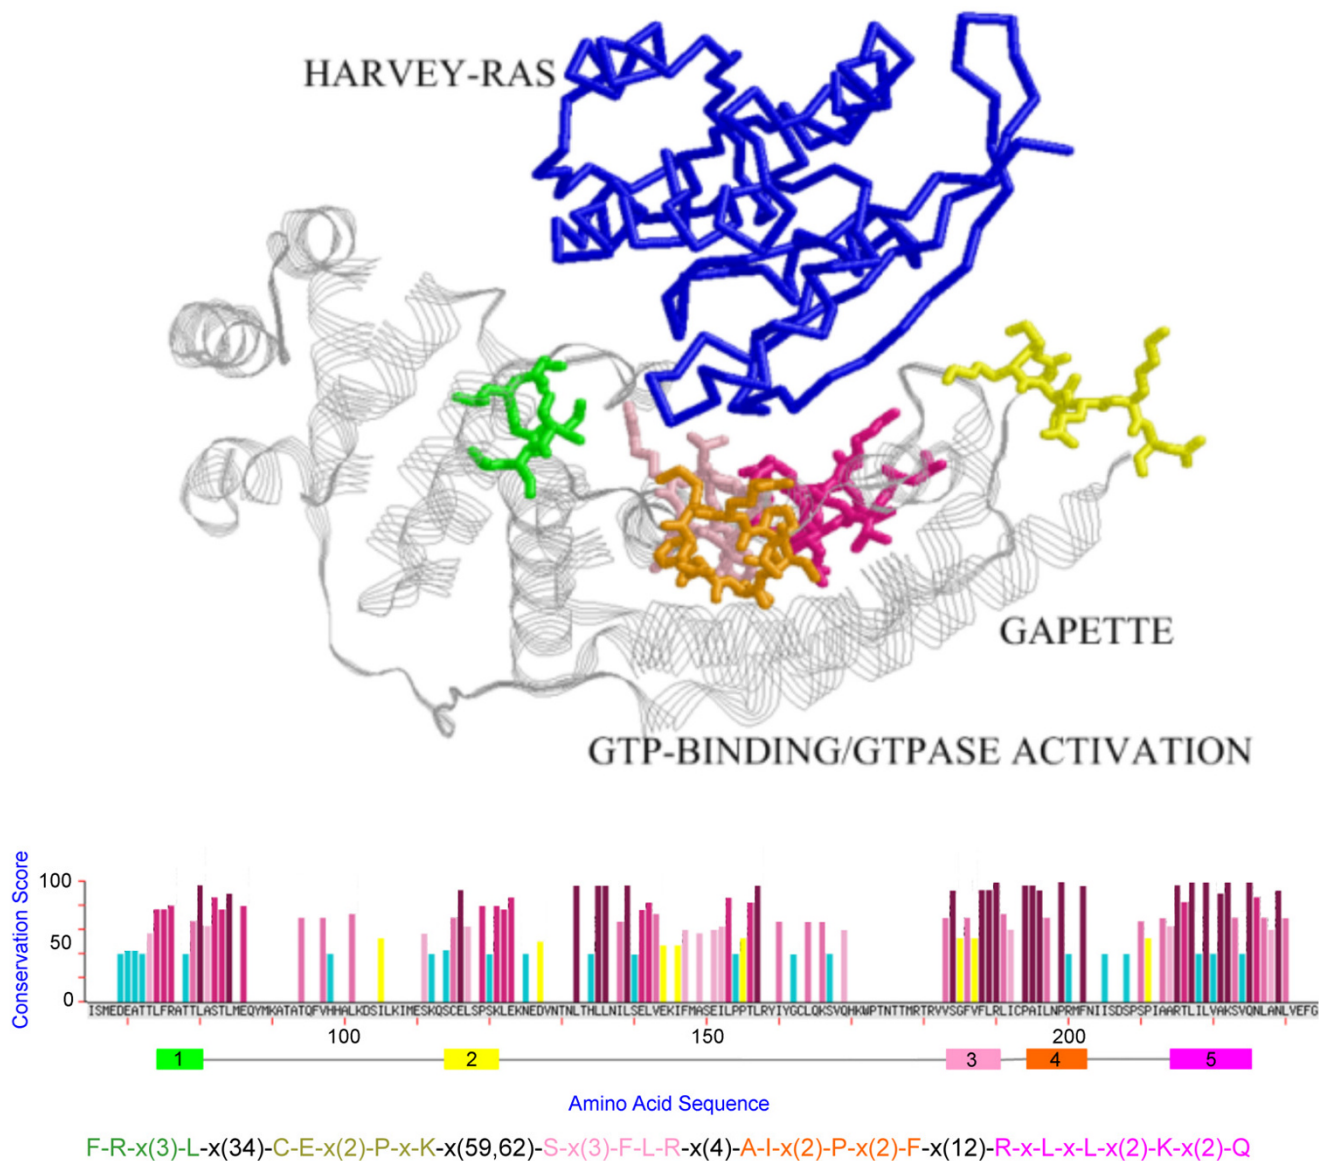 HARVEY-RAS
GAPETTE
GTP-BINDING/GTPASE ACTIVATION
Conservation Score
100
50
0
ISMEDEATTLFRATTLASTLMEQYMKATATQFVHHALKDSILKIMESKQSCELSPSKLEKNEDVNTNLTHLLNILSELVEKIFMASEILPPTLRYIYGCLQKSVQHKWPTNTTMRTRVVSGFVFLRLICPAILNPRMFNIISDSPSPIAARTLILVAKSVQNLANLVEFG
100 150 200
1 2 3 4 5
Amino Acid Sequence
F-R-x(3)-L-x(34)-C-E-x(2)-P-x-K-x(59,62)-S-x(3)-F-L-R-x(4)-A-I-x(2)-P-x(2)-F-x(12)-R-x-L-x-L-x(2)-K-x(2)-Q